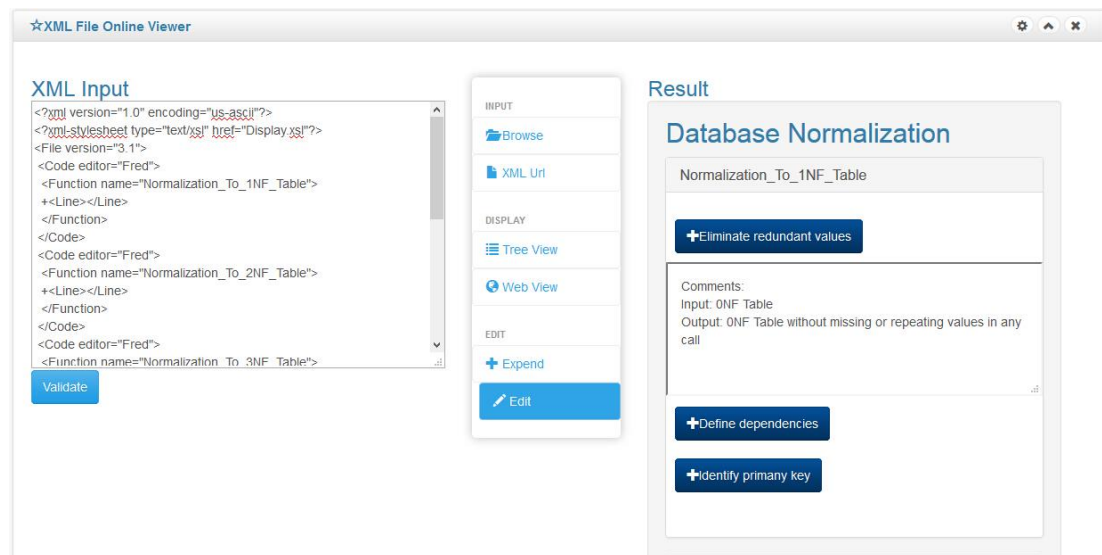 XML File Online Viewer
XML Input
<?xml version="1.0" encoding="us-ascii"?>
<?xml-stylesheet type="text/xsl" href="Display.xsl"?>
<File version="3.1">
<Code editor="Fred">
<Function name="Normalization_To_1NF_Table">
+<Line></Line>
</Function>
</Code>
<Code editor="Fred">
<Function name="Normalization_To_2NF_Table">
+<Line></Line>
</Function>
</Code>
<Code editor="Fred">
<Function name="Normalization_To_3NF_Table">
Validate
INPUT
Browse
XML Url
DISPLAY
Tree View
Web View
EDIT
Expend
Edit
Result
Database Normalization
Normalization_To_1NF_Table
+Eliminate redundant values
Comments:
Input: 0NF Table
Output: 0NF Table without missing or repeating values in any
call
+Define dependencies
+Identify primany key